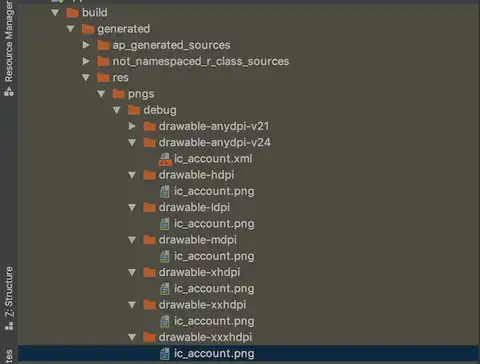 build
generated
ap_generated_sources
not_namespaced_r_class_sources
res
pngs
debug
drawable-anydpi-v21
drawable-anydpi-v24
ic_account.xml
drawable-hdpi
ic_account.png
drawable-ldpi
ic_account.png
drawable-mdpi
ic_account.png
drawable-xhdpi
ic_account.png
drawable-xxhdpi
ic_account.png
drawable-xxxhdpi
ic_account.png
Resource Manager
Z: Structure